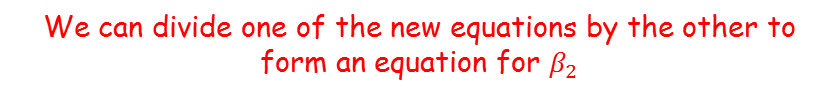 We can divide one of the new equations by the other to
form an equation for β₂